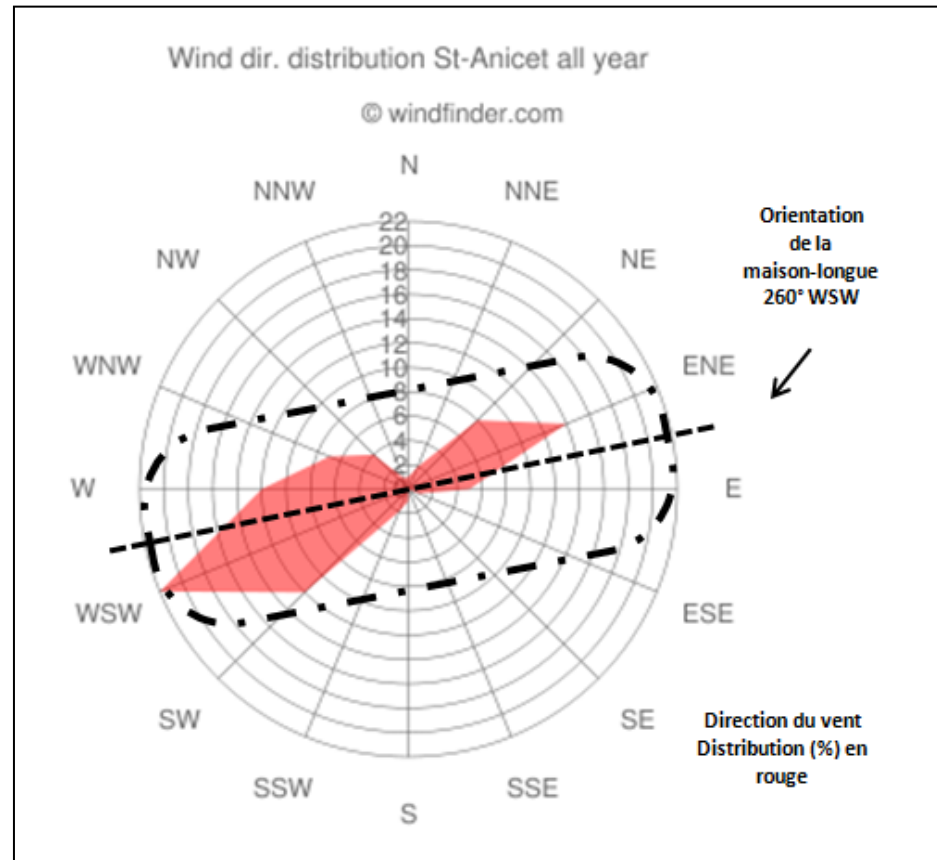 Wind dir. distribution St-Anicet all year
© windfinder.com
N
NNW
NNE
NW
NE
WNW
ENE
W
E
WSW
ESE
SW
SE
SSW
SSE
S
22
20
18
16
14
12
10
8
6
4
2
Orientation
de la
maison-longue
260° WSW
Direction du vent
Distribution (%) en
rouge